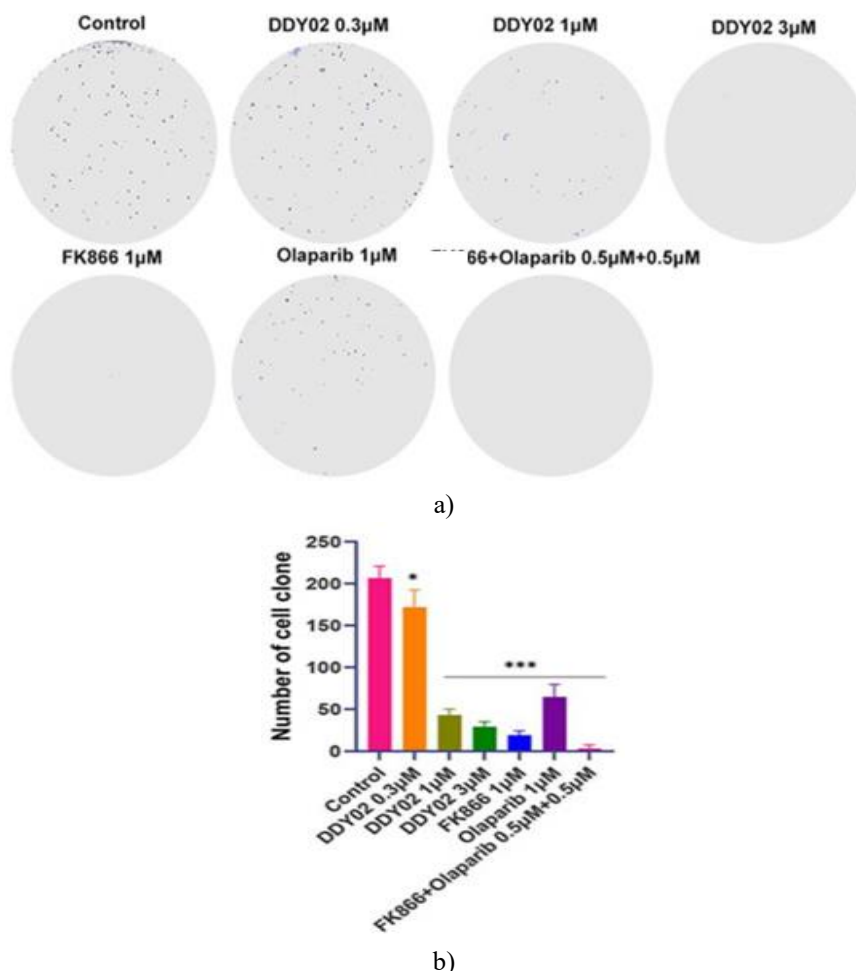 Control DDY02 0.3μM DDY02 1μM DDY02 3μM
FK866 1μM Olaparib 1μM 66+Olaparib 0.5μM+0.5μM
a)
Number of cell clone
250
200
150
100
50
0
*
***
Control
DDY02 0.3μM
DDY02 1μM
DDY02 3μM
FK866 1μM
Olaparib 1μM
FK866+Olaparib 0.5μM+0.5μM
b)